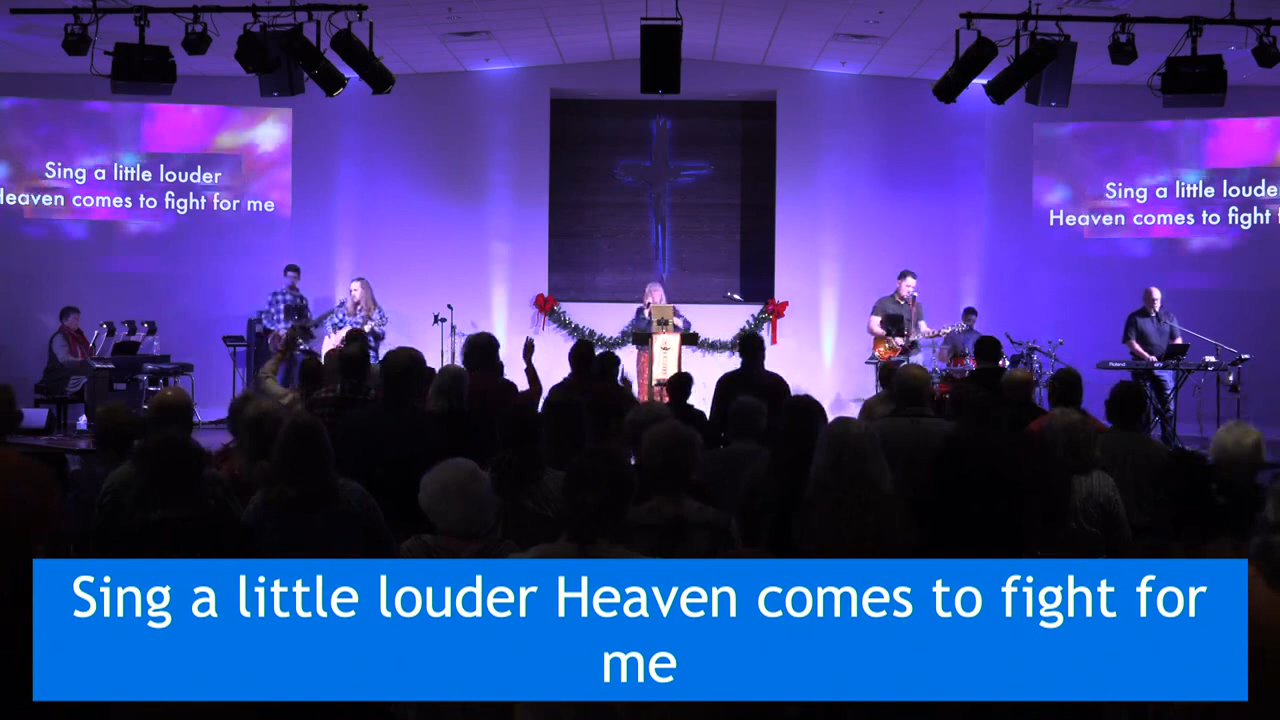 Sing a little louder
Heaven comes to fight for me
Sing a little louder
Heaven comes to fight
Roland
Sing a little louder Heaven comes to fight for
me